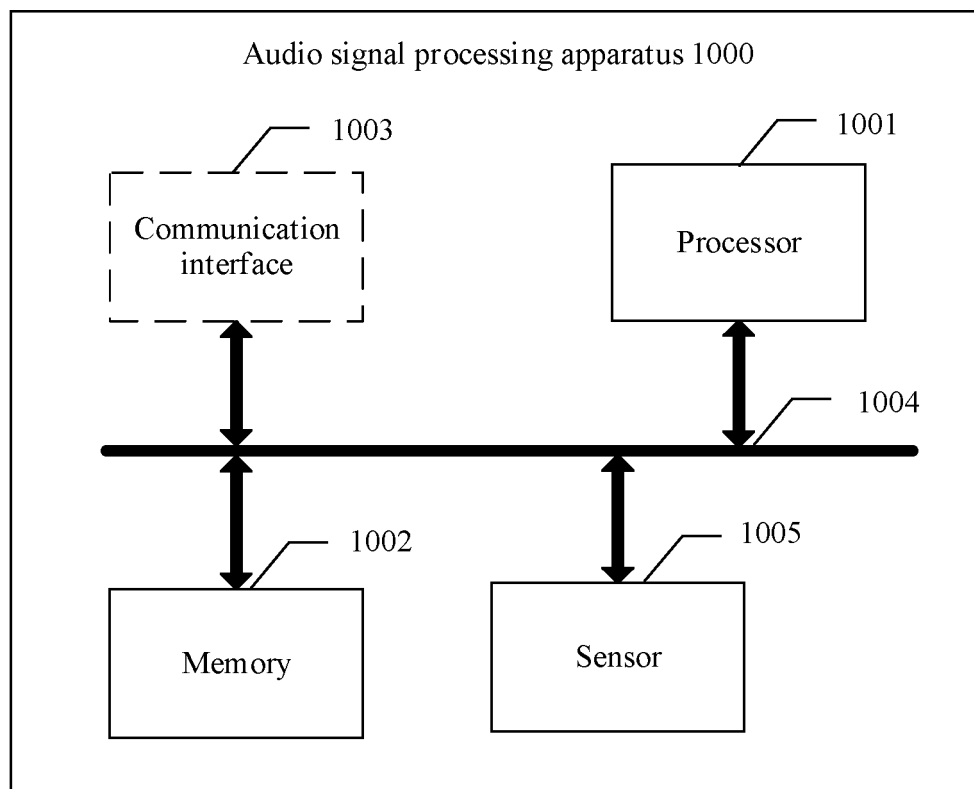 Audio signal processing apparatus 1000
1003
1001
Communication
interface
Processor
1004
1002
1005
Memory
Sensor